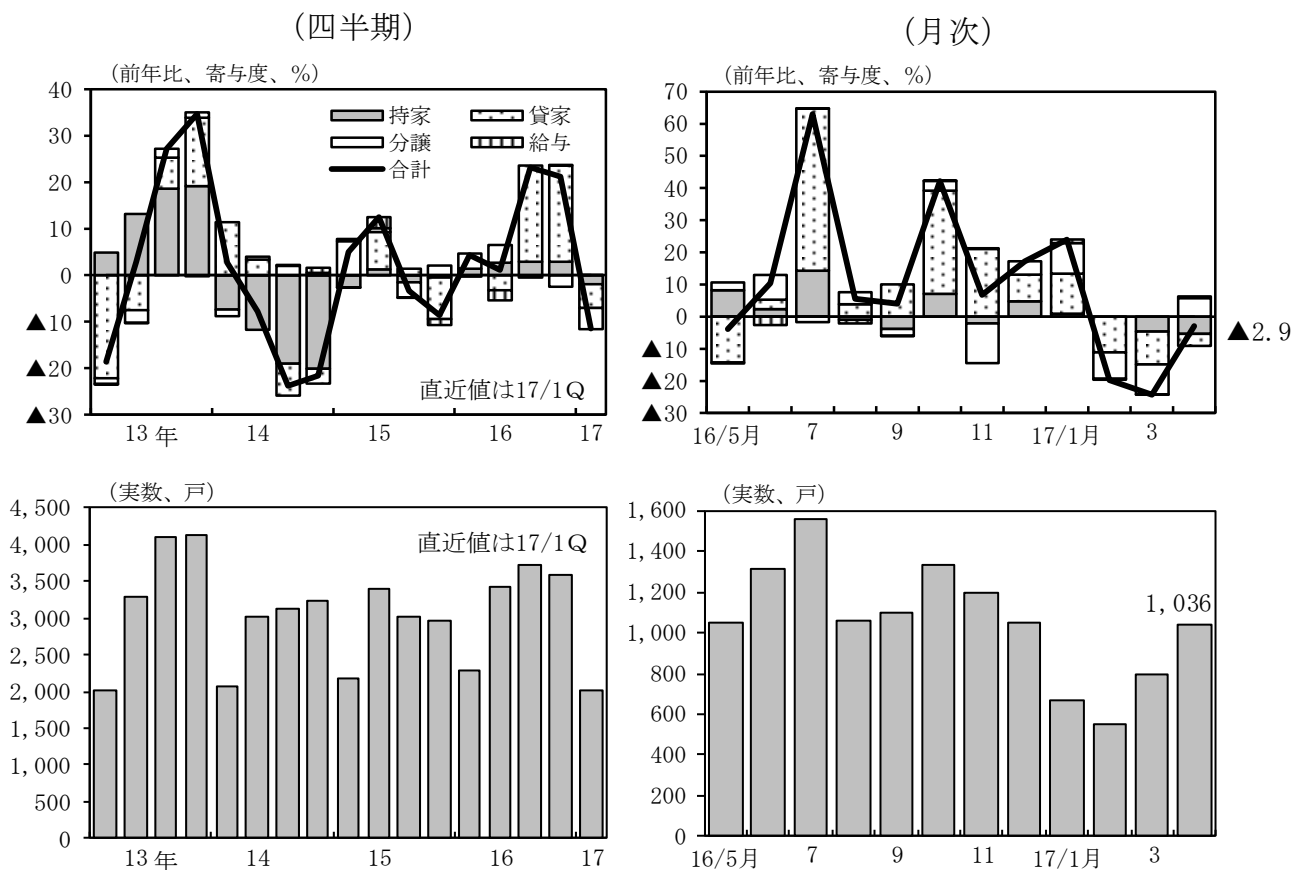 (四半期)
(前年比、寄与度、%)
40
30
20
10
0
▲10
▲20
▲30
持家
貸家
分譲
給与
合計
直近値は17/1Q
13 年
14
15
16
17
(月次)
(前年比、寄与度、%)
70
60
50
40
30
20
10
0
▲10
▲20
▲30
▲2.9
16/5月
7
9
11
17/1月
3
(実数、戸)
4,500
4,000
3,500
3,000
2,500
2,000
1,500
1,000
500
0
直近値は17/1Q
13 年
14
15
16
17
(実数、戸)
1,600
1,400
1,200
1,000
800
600
400
200
0
1,036
16/5月
7
9
11
17/1月
3